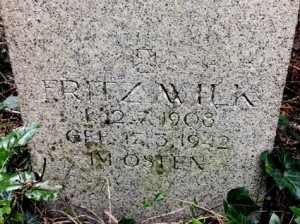 FRITZ WILK
* 12.7.1908
GEF. 17.3.1942
IM OSTEN